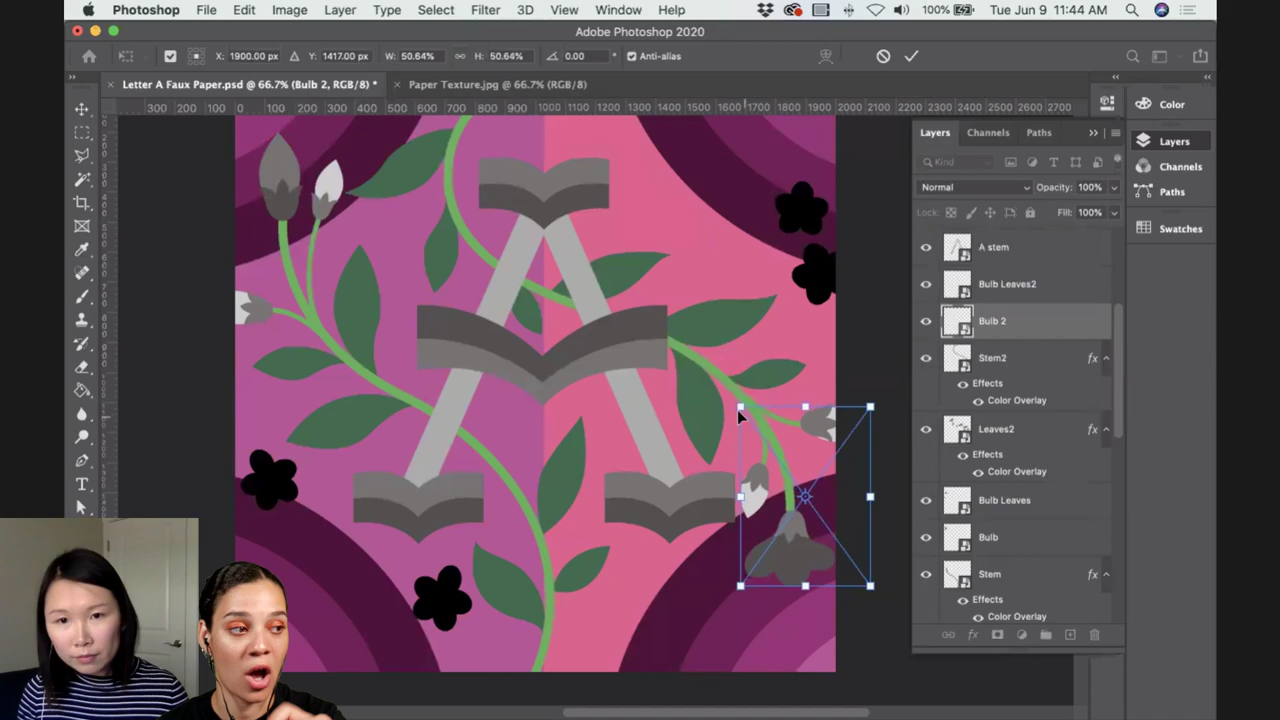 Photoshop File Edit Image Layer Type Select Filter 3D View Window Help 100% Tue Jun 9 11:44 AM
Adobe Photoshop 2020
X: 1900.00 px Y: 1417.00 px W: 50.64% H: 50.64% 0.00 ° Anti-alias
× Letter A Faux Paper.psd @ 66.7% (Bulb 2, RGB/8) * × Paper Texture.jpg @ 66.7% (RGB/8)
300 200 100 0 100 200 300 400 500 600 700 800 900 1000 1100 1200 1300 1400 1500 1600 1700 1800 1900 2000 2100 2200 2300 2400 2500 2600 2700
Color
Layers Channels Paths
Layers
Kind
Channels
Normal Opacity: 100%
Paths
Lock: Fill: 100%
Swatches
A stem
Bulb Leaves2
Bulb 2
Stem2 fx
Effects
Color Overlay
Leaves2 fx
Effects
Color Overlay
Bulb Leaves
Bulb
Stem fx
Effects
Color Overlay
fx